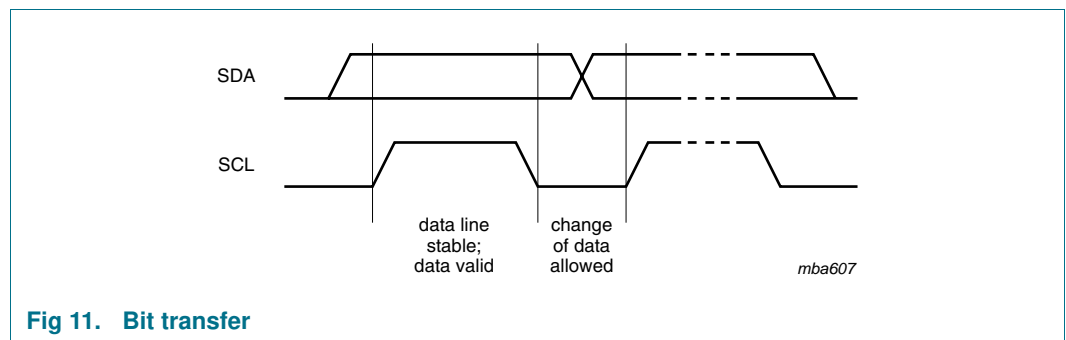 SDA
SCL
data line
stable;
data valid
change
of data
allowed
mba607
Fig 11. Bit transfer